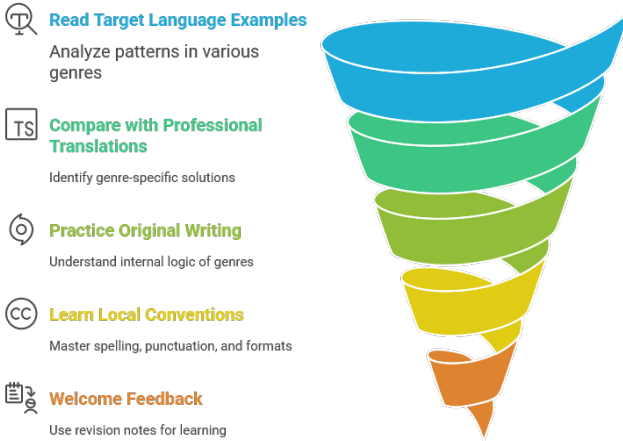 Read Target Language Examples
Analyze patterns in various
genres
TS
Compare with Professional
Translations
Identify genre-specific solutions
Practice Original Writing
Understand internal logic of genres
CC
Learn Local Conventions
Master spelling, punctuation, and formats
Welcome Feedback
Use revision notes for learning